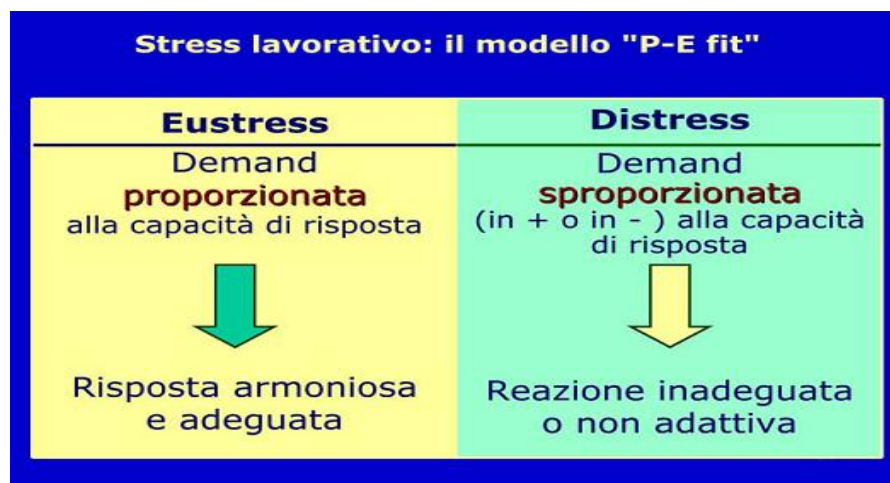 Stress lavorativo: il modello "P-E fit"
Eustress
Demand
proporzionata
alla capacità di risposta
Risposta armoniosa
e adeguata
Distress
Demand
sproporzionata
(in + o in - ) alla capacità
di risposta
Reazione inadeguata
o non adattiva